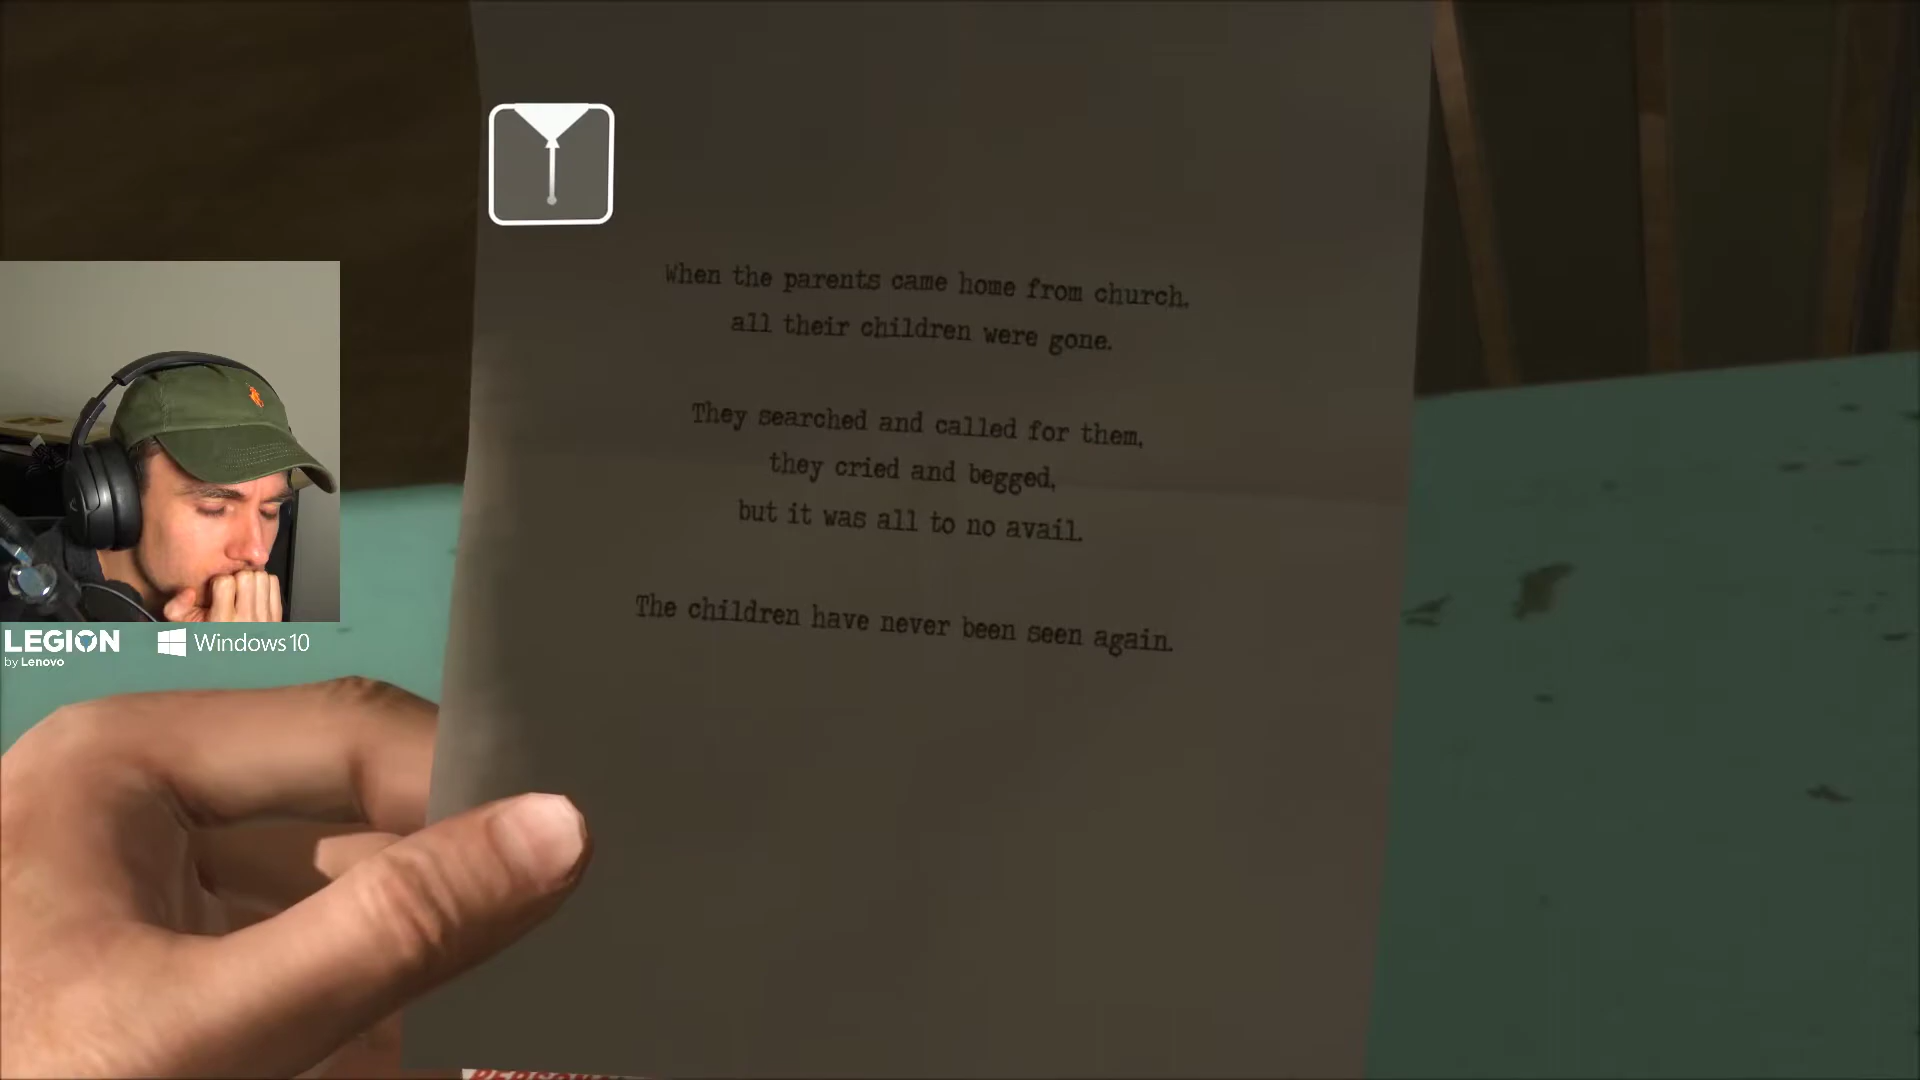 When the parents came home from church.
all their children were gone.
They searched and called for them,
they cried and begged,
but it was all to no avail.
The children have never been seen again.
LEGION
by Lenovo
Windows 10